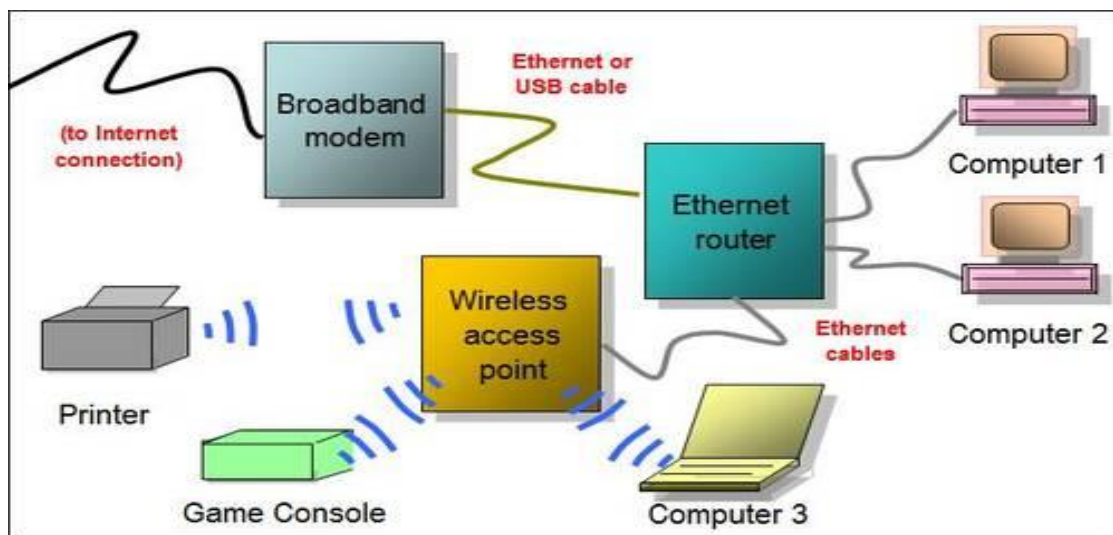 (to Internet
connection)
Broadband
modem
Ethernet or
USB cable
Computer 1
Ethernet
router
Computer 2
Wireless
access
point
Ethernet
cables
Printer
Game Console
Computer 3